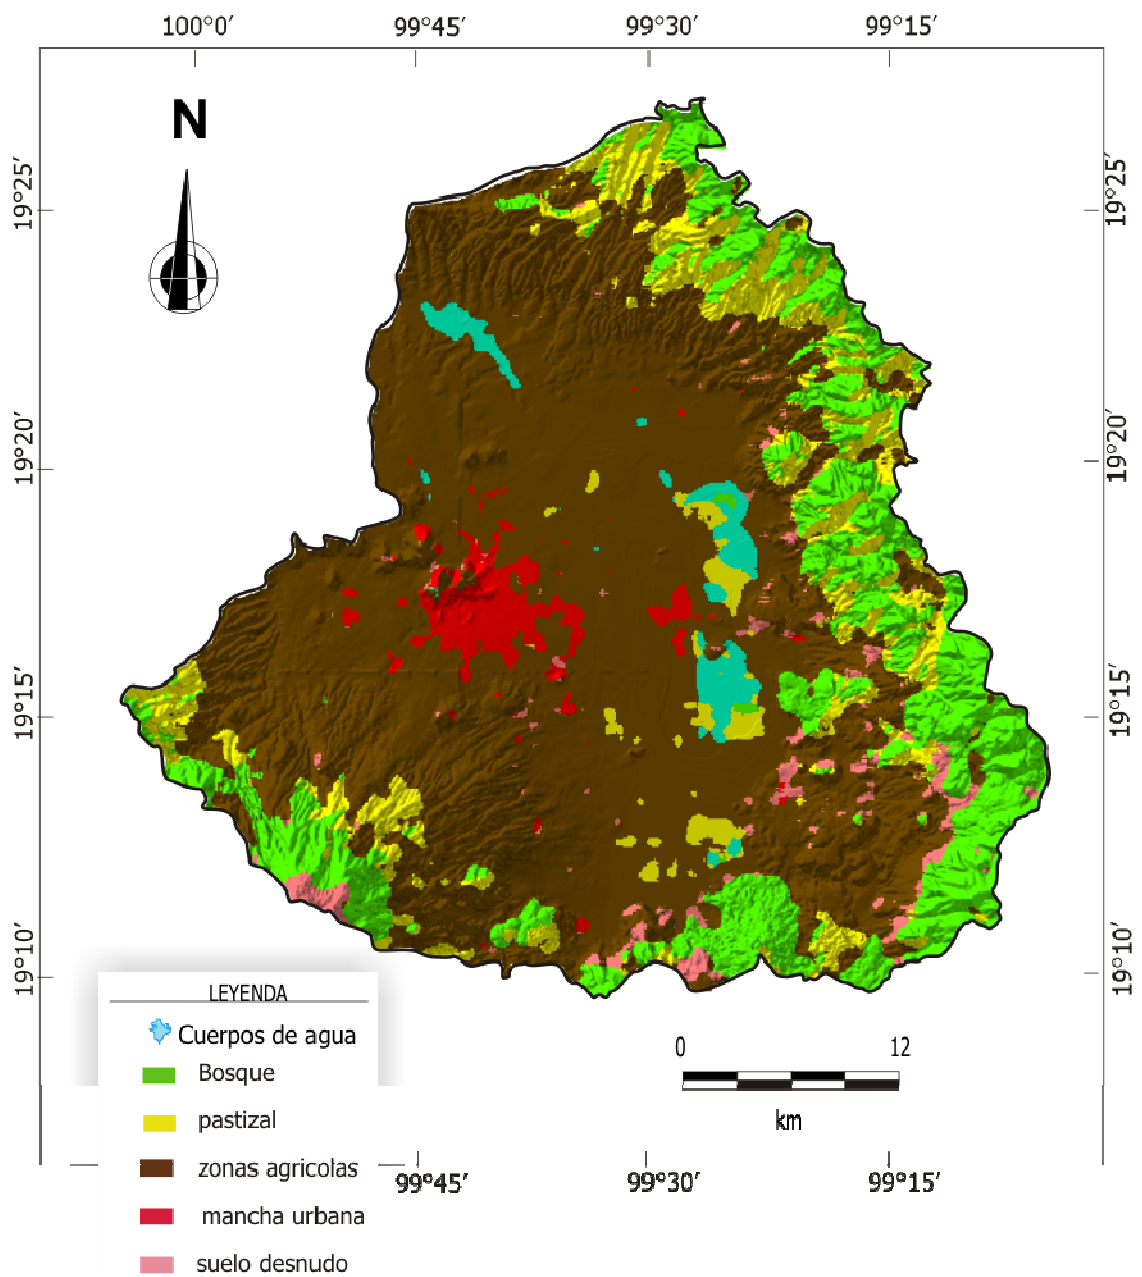 100°0′ 99°45′ 99°30′ 99°15′
N
19°25′ 19°25′
19°20′ 19°20′
19°15′ 19°15′
19°10′ 19°10′
LEYENDA
Cuerpos de agua
Bosque
pastizal
zonas agricolas
mancha urbana
suelo desnudo
0 12
km
99°45′ 99°30′ 99°15′